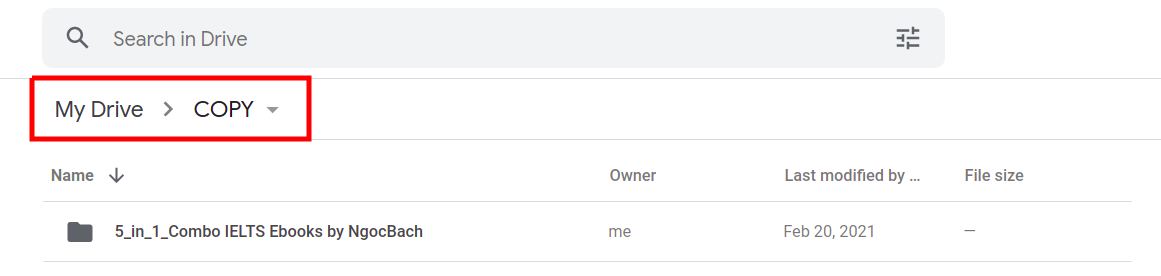 Search in Drive
My Drive > COPY
Name Owner Last modified by ... File size
5_in_1_Combo IELTS Ebooks by NgocBach me Feb 20, 2021 —